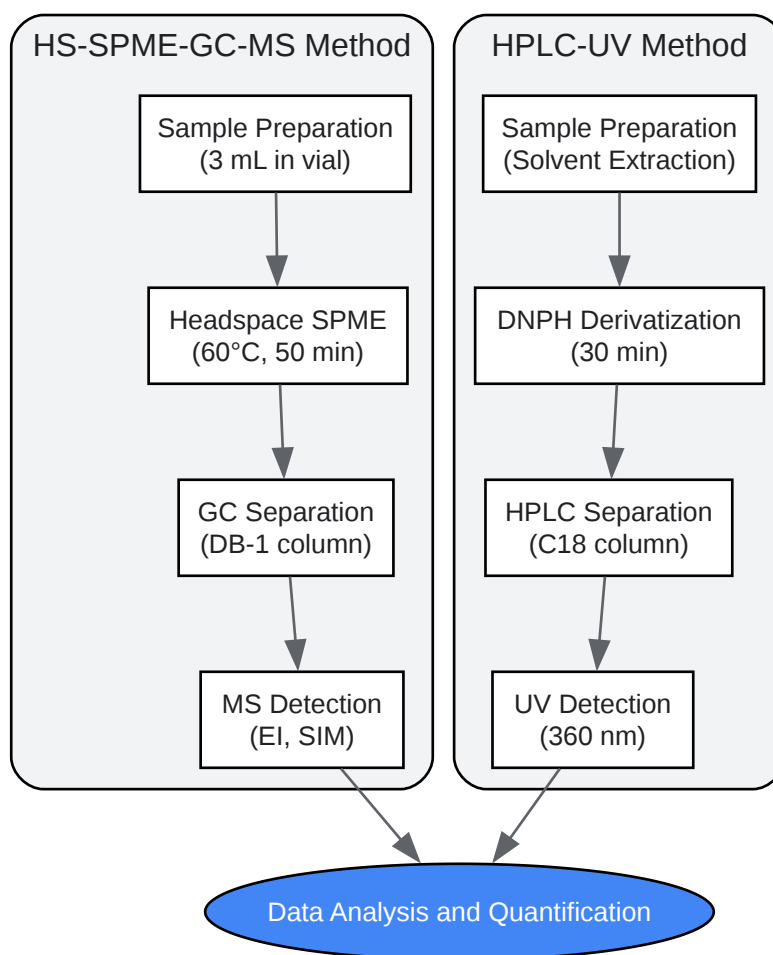 HS-SPME-GC-MS Method
Sample Preparation
(3 mL in vial)
Headspace SPME
(60°C, 50 min)
GC Separation
(DB-1 column)
MS Detection
(EI, SIM)
HPLC-UV Method
Sample Preparation
(Solvent Extraction)
DNPH Derivatization
(30 min)
HPLC Separation
(C18 column)
UV Detection
(360 nm)
Data Analysis and Quantification